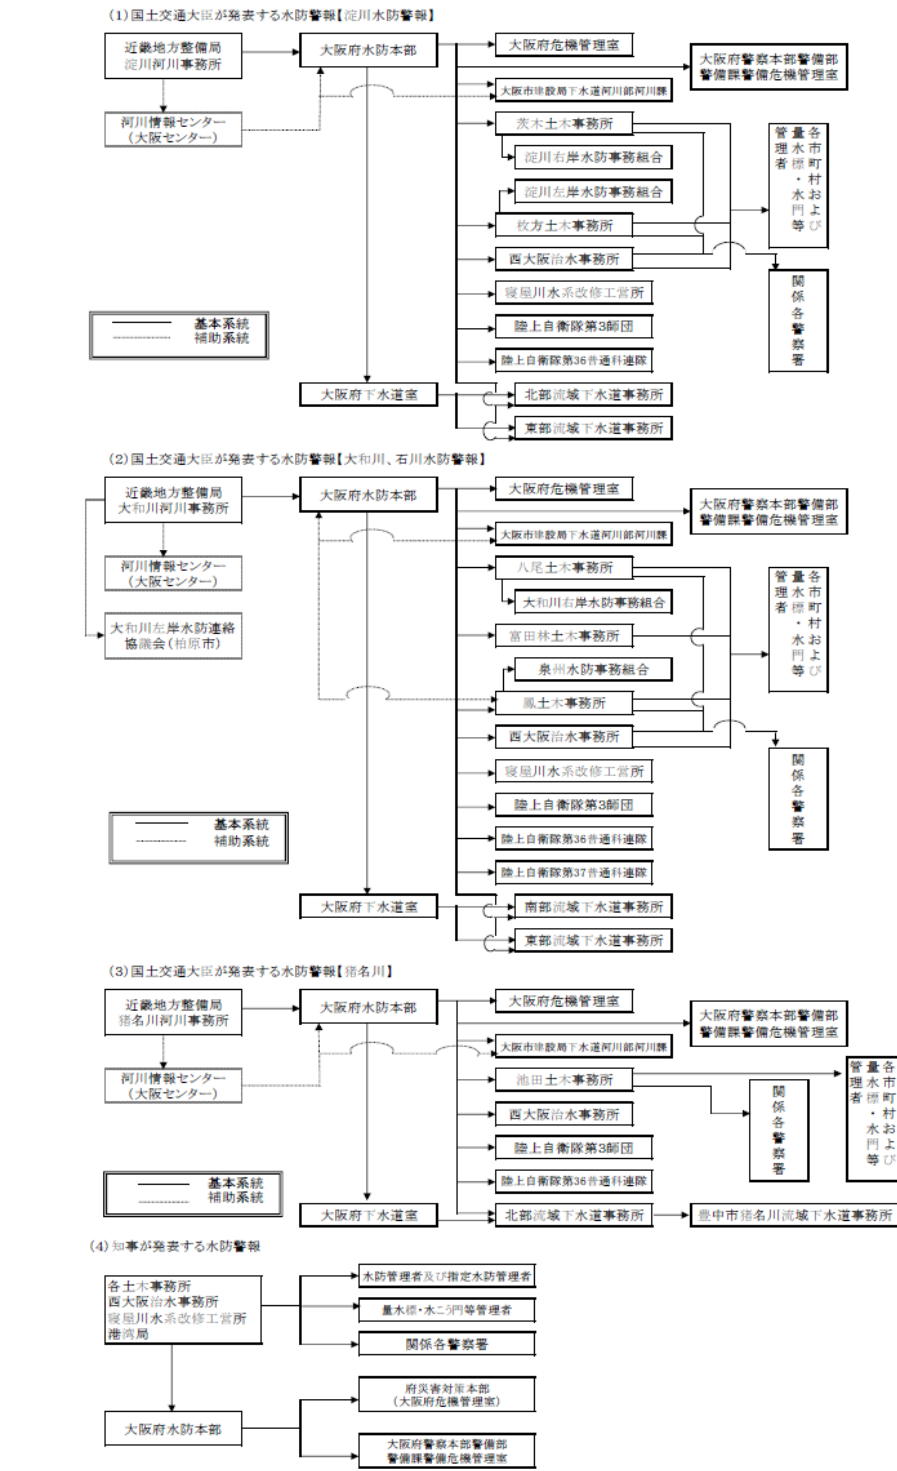 (1)国土交通大臣が発表する水防警報【淀川水防警報】
近畿地方整備局
淀川河川事務所
大阪府水防本部
大阪府危機管理室
大阪府警察本部警備部
警備課警備危機管理室
大阪市建設局下水道河川部河川課
河川情報センター
(大阪センター)
茨木土木事務所
淀川右岸水防事務組合
淀川左岸水防事務組合
枚方土木事務所
西大阪治水事務所
各市町村および
量水標・水門等
管理者
寝屋川水系改修工営所
関係各警察署
基本系統
補助系統
陸上自衛隊第3師団
陸上自衛隊第36普通科連隊
大阪府下水道室
北部流域下水道事務所
東部流域下水道事務所
(2)国土交通大臣が発表する水防警報【大和川、石川水防警報】
近畿地方整備局
大和川河川事務所
大阪府水防本部
大阪府危機管理室
大阪府警察本部警備部
警備課警備危機管理室
大阪市建設局下水道河川部河川課
河川情報センター
(大阪センター)
八尾土木事務所
大和川右岸水防事務組合
大和川左岸水防連絡
協議会(柏原市)
富田林土木事務所
泉州水防事務組合
鳳土木事務所
西大阪治水事務所
各市町村および
量水標・水門等
管理者
寝屋川水系改修工営所
関係各警察署
陸上自衛隊第3師団
基本系統
補助系統
陸上自衛隊第36普通科連隊
陸上自衛隊第37普通科連隊
大阪府下水道室
南部流域下水道事務所
東部流域下水道事務所
(3)国土交通大臣が発表する水防警報【猪名川】
近畿地方整備局
猪名川河川事務所
大阪府水防本部
大阪府危機管理室
大阪府警察本部警備部
警備課警備危機管理室
大阪市建設局下水道河川部河川課
河川情報センター
(大阪センター)
池田土木事務所
各市町村および
量水標・水門等
管理者
関係各警察署
西大阪治水事務所
陸上自衛隊第3師団
陸上自衛隊第36普通科連隊
基本系統
補助系統
大阪府下水道室
北部流域下水道事務所
豊中市猪名川流域下水道事務所
(4)知事が発表する水防警報
各土木事務所
西大阪治水事務所
寝屋川水系改修工営所
港湾局
水防管理者及び指定水防管理者
量水標・水こう門等管理者
関係各警察署
大阪府水防本部
府災害対策本部
(大阪府危機管理室)
大阪府警察本部警備部
警備課警備危機管理室